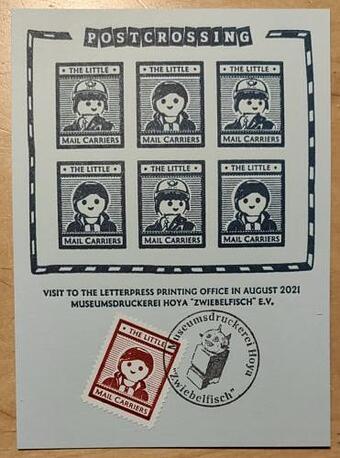 POSTCROSSING
• THE LITTLE •
MAIL CARRIERS
• THE LITTLE •
MAIL CARRIERS
• THE LITTLE •
MAIL CARRIERS
• THE LITTLE •
MAIL CARRIERS
• THE LITTLE •
MAIL CARRIERS
• THE LITTLE •
MAIL CARRIERS
VISIT TO THE LETTERPRESS PRINTING OFFICE IN AUGUST 2021
MUSEUMSDRUCKEREI HOYA "ZWIEBELFISCH" E.V.
• THE LITTLE •
MAIL CARRIERS
Museumsdruckerei Hoya
"Zwiebelfisch"